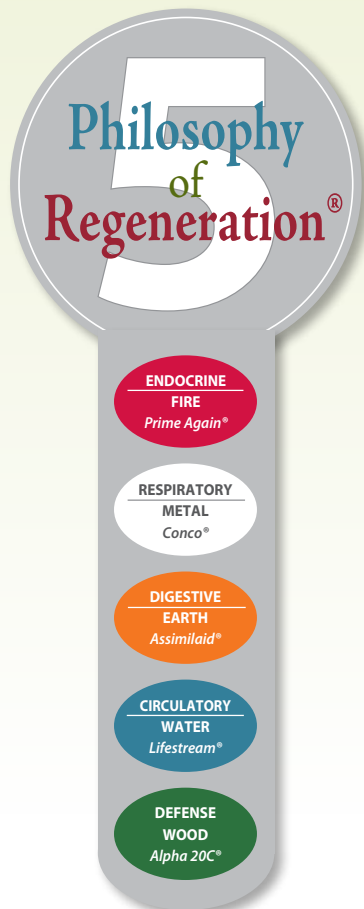 5
Philosophy
of
Regeneration®
ENDOCRINE
FIRE
Prime Again®
RESPIRATORY
METAL
Conco®
DIGESTIVE
EARTH
Assimilaid®
CIRCULATORY
WATER
Lifestream®
DEFENSE
WOOD
Alpha 20C®